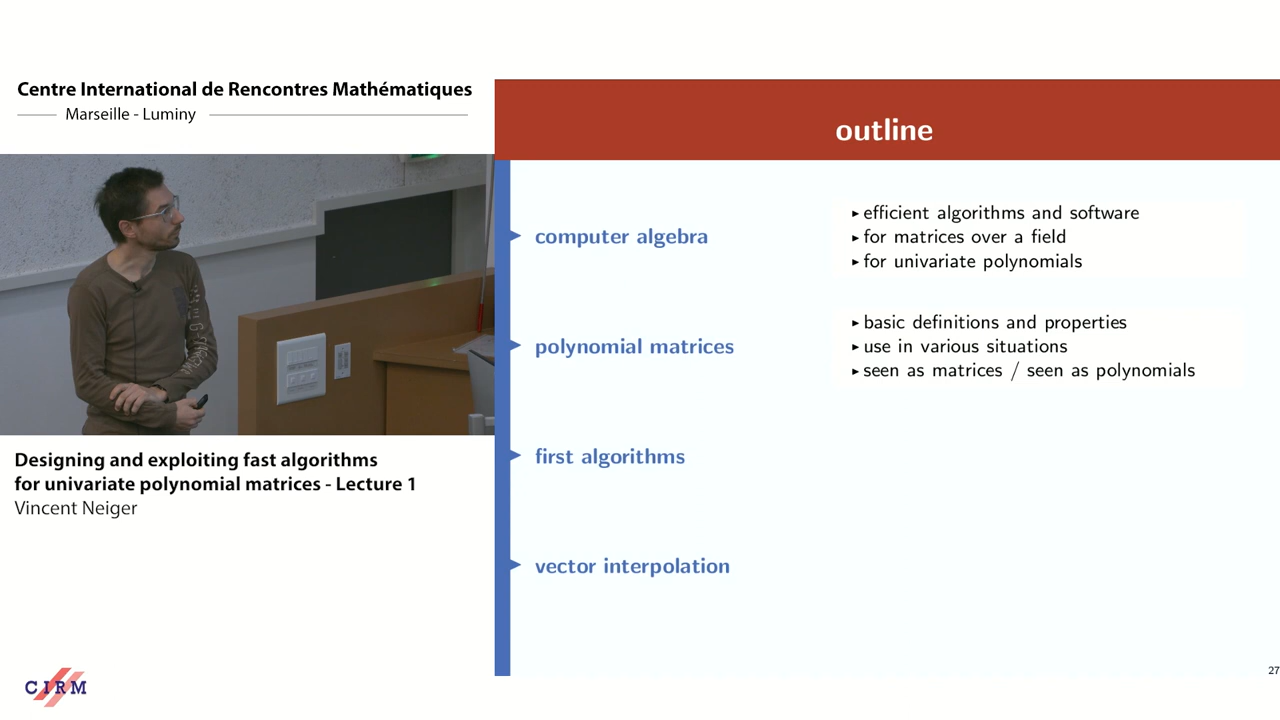 Centre International de Rencontres Mathématiques
Marseille - Luminy
Designing and exploiting fast algorithms
for univariate polynomial matrices - Lecture 1
Vincent Neiger
CIRM
outline
computer algebra
▸ efficient algorithms and software
▸ for matrices over a field
▸ for univariate polynomials
polynomial matrices
▸ basic definitions and properties
▸ use in various situations
▸ seen as matrices / seen as polynomials
first algorithms
vector interpolation
27